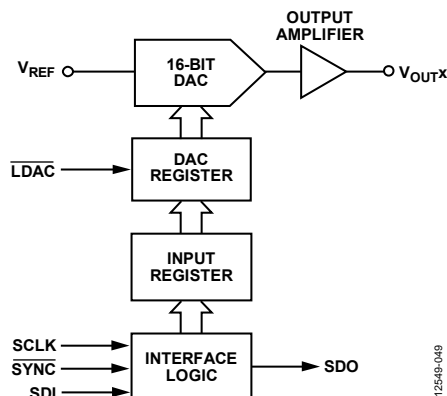 OUTPUT
AMPLIFIER
VREF
16-BIT
DAC
VOUTx
LDAC
DAC
REGISTER
INPUT
REGISTER
SCLK
SYNC
SDI
INTERFACE
LOGIC
SDO
12549-049